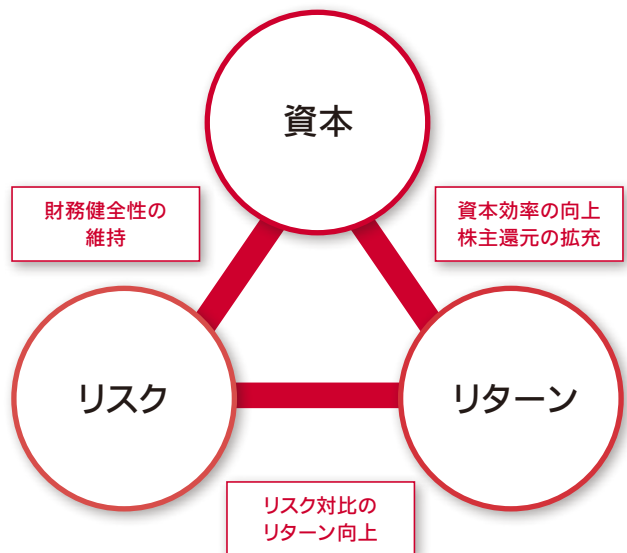 資本
財務健全性の
維持
資本効率の向上
株主還元の拡充
リスク
リターン
リスク対比の
リターン向上